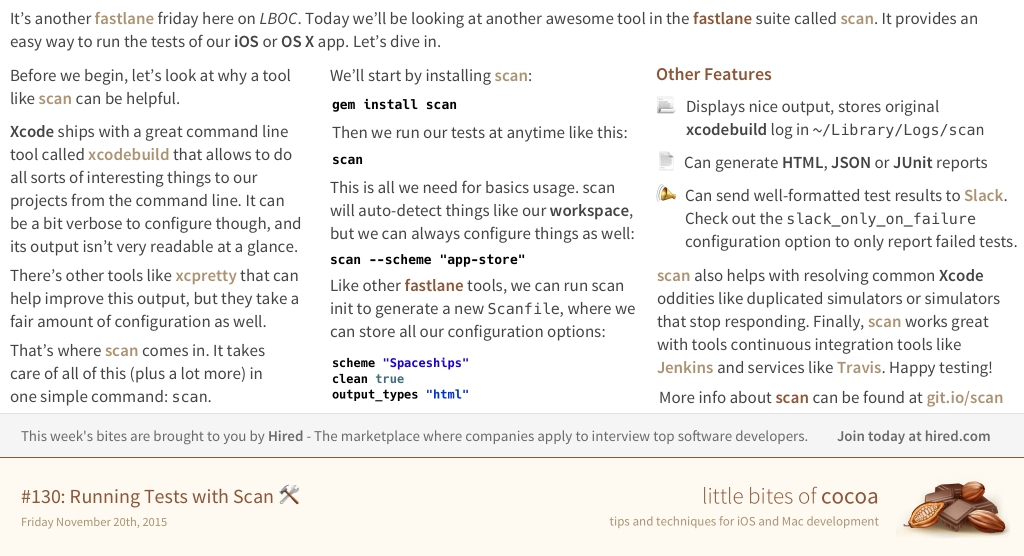 It's another fastlane friday here on LBOC. Today we'll be looking at another awesome tool in the fastlane suite called scan. It provides an
easy way to run the tests of our iOS or OS X app. Let's dive in.
Before we begin, let's look at why a tool
like scan can be helpful.
Xcode ships with a great command line
tool called xcodebuild that allows to do
all sorts of interesting things to our
projects from the command line. It can
be a bit verbose to configure though, and
its output isn't very readable at a glance.
There's other tools like xcpretty that can
help improve this output, but they take a
fair amount of configuration as well.
That's where scan comes in. It takes
care of all of this (plus a lot more) in
one simple command: scan.
We'll start by installing scan:
gem install scan
Then we run our tests at anytime like this:
scan
This is all we need for basics usage. scan
will auto-detect things like our workspace,
but we can always configure things as well:
scan --scheme "app-store"
Like other fastlane tools, we can run scan
init to generate a new Scanfile, where we
can store all our configuration options:
scheme "Spaceships"
clean true
output_types "html"
Other Features
Displays nice output, stores original
xcodebuild log in ~/Library/Logs/scan
Can generate HTML, JSON or JUnit reports
Can send well-formatted test results to Slack.
Check out the slack_only_on_failure
configuration option to only report failed tests.
scan also helps with resolving common Xcode
oddities like duplicated simulators or simulators
that stop responding. Finally, scan works great
with tools continuous integration tools like
Jenkins and services like Travis. Happy testing!
More info about scan can be found at git.io/scan
This week's bites are brought to you by Hired - The marketplace where companies apply to interview top software developers. Join today at hired.com
#130: Running Tests with Scan
Friday November 20th, 2015
little bites of cocoa
tips and techniques for iOS and Mac development